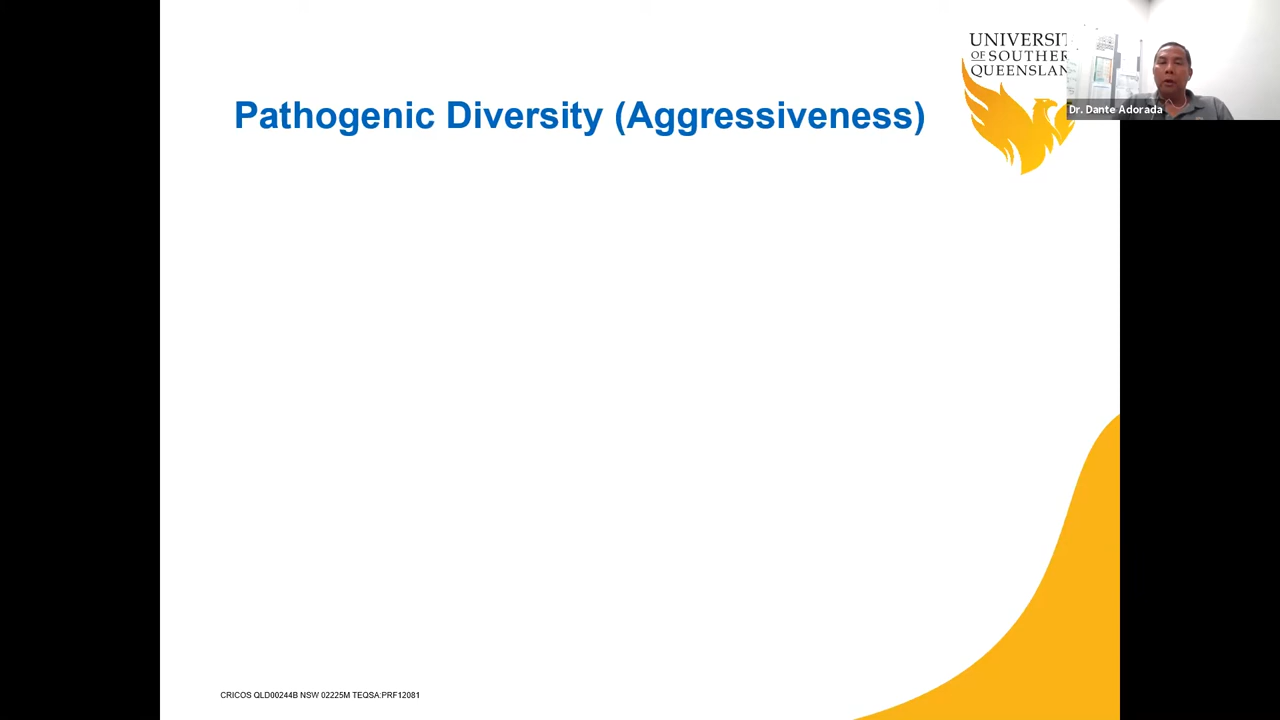 UNIVERSIT
OF SOUTHER
QUEENSLAN
Pathogenic Diversity (Aggressiveness)
Dr. Dante Adorada
CRICOS QLD00244B NSW 02225M TEQSA:PRF12081